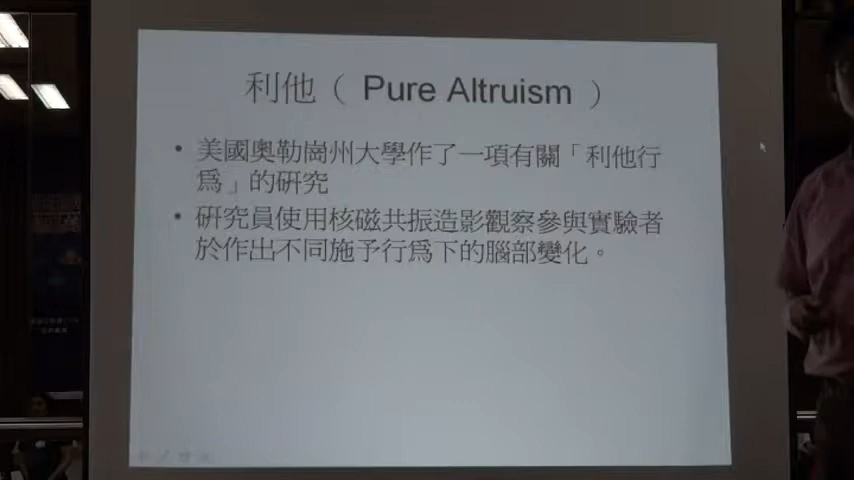 利他（ Pure Altruism ）
• 美國奧勒崗州大學作了一項有關「利他行
為」的研究
• 研究員使用核磁共振造影觀察參與實驗者
於作出不同施予行為下的腦部變化。